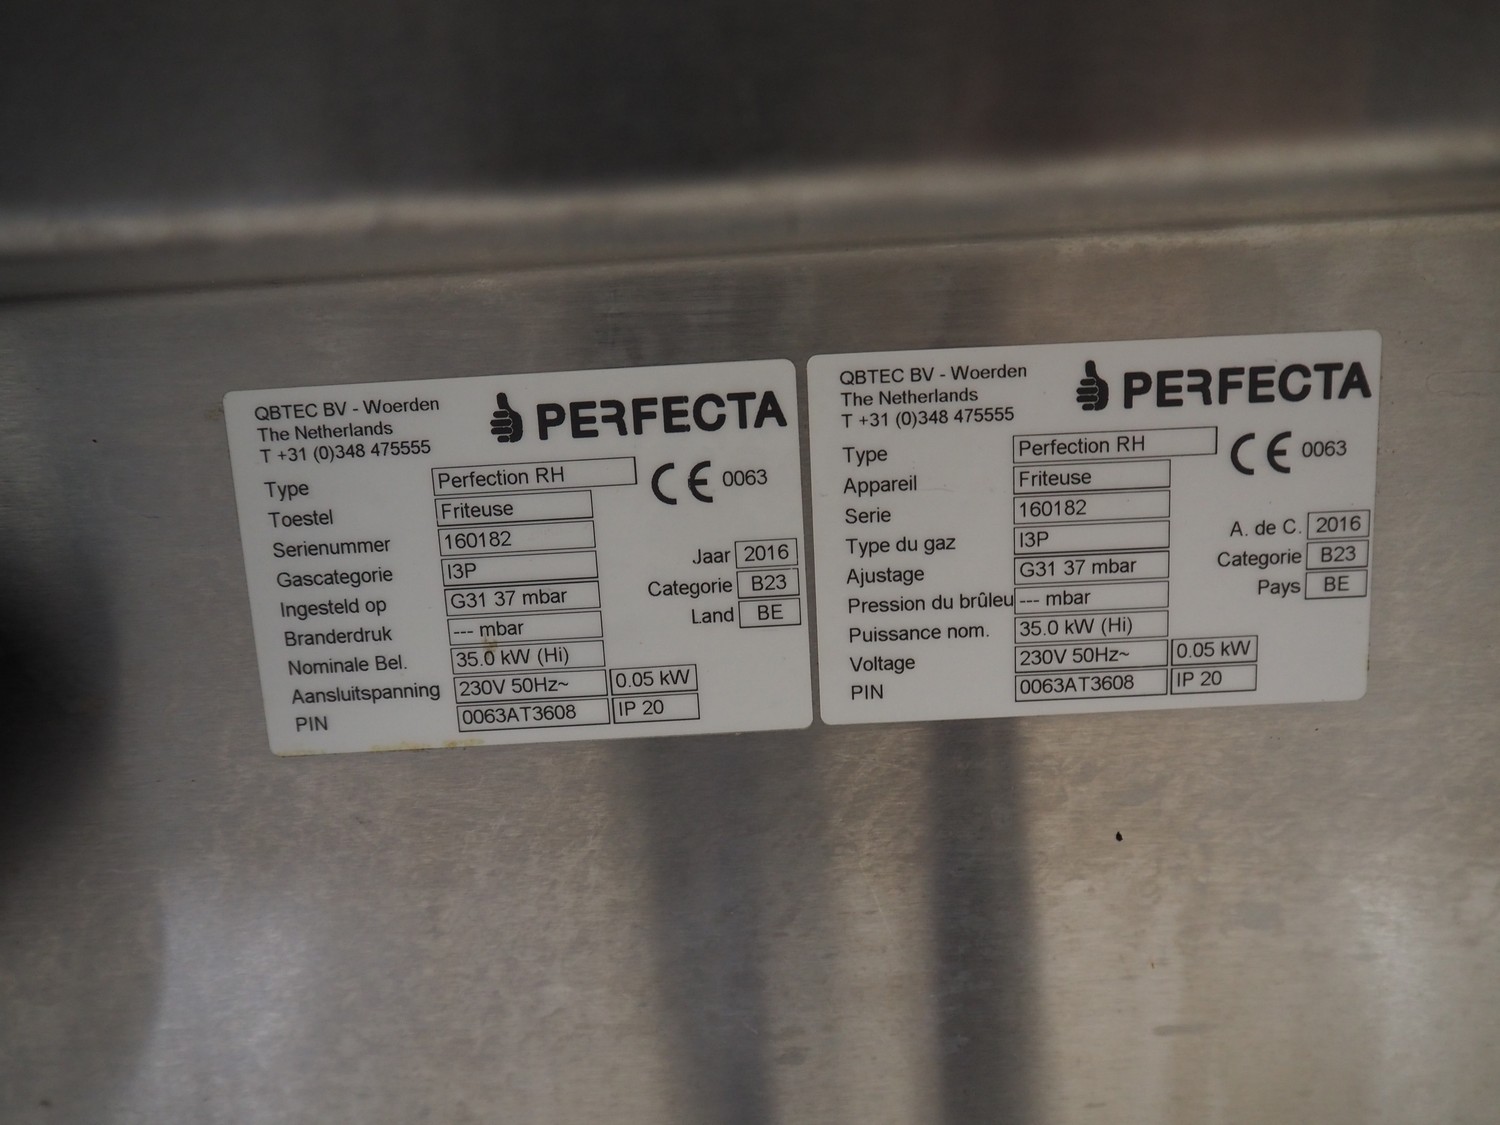 QBTEC BV - Woerden
The Netherlands
T +31 (0)348 475555
PERFECTA
Type Perfection RH
CE 0063
Toestel Friteuse
Serienummer 160182
Gascategorie I3P
Ingesteld op G31 37 mbar
Branderdruk --- mbar
Nominale Bel. 35.0 kW (Hi)
Aansluitspanning 230V 50Hz~ 0.05 kW
PIN 0063AT3608 IP 20
Jaar 2016
Categorie B23
Land BE
QBTEC BV - Woerden
The Netherlands
T +31 (0)348 475555
PERFECTA
Type Perfection RH
CE 0063
Appareil Friteuse
Serie 160182
Type du gaz I3P
Ajustage G31 37 mbar
Pression du brûleu --- mbar
Puissance nom. 35.0 kW (Hi)
Voltage 230V 50Hz~ 0.05 kW
PIN 0063AT3608 IP 20
A. de C. 2016
Categorie B23
Pays BE